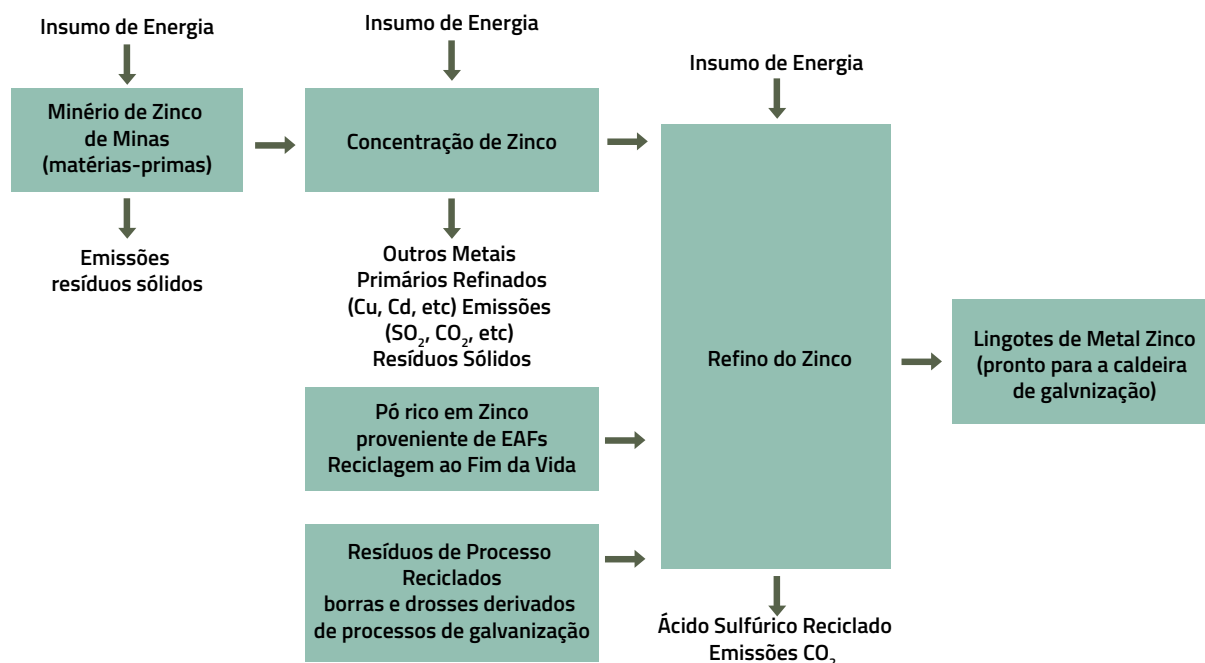 Insumo de Energia
Insumo de Energia
Insumo de Energia
Minério de Zinco
de Minas
(matérias-primas)
Concentração de Zinco
Emissões
resíduos sólidos
Outros Metais
Primários Refinados
(Cu, Cd, etc) Emissões
(SO₂, CO₂, etc)
Resíduos Sólidos
Refino do Zinco
Lingotes de Metal Zinco
(pronto para a caldeira
de galvnização)
Pó rico em Zinco
proveniente de EAFs
Reciclagem ao Fim da Vida
Resíduos de Processo
Reciclados
borras e drosses derivados
de processos de galvanização
Ácido Sulfúrico Reciclado
Emissões CO₂